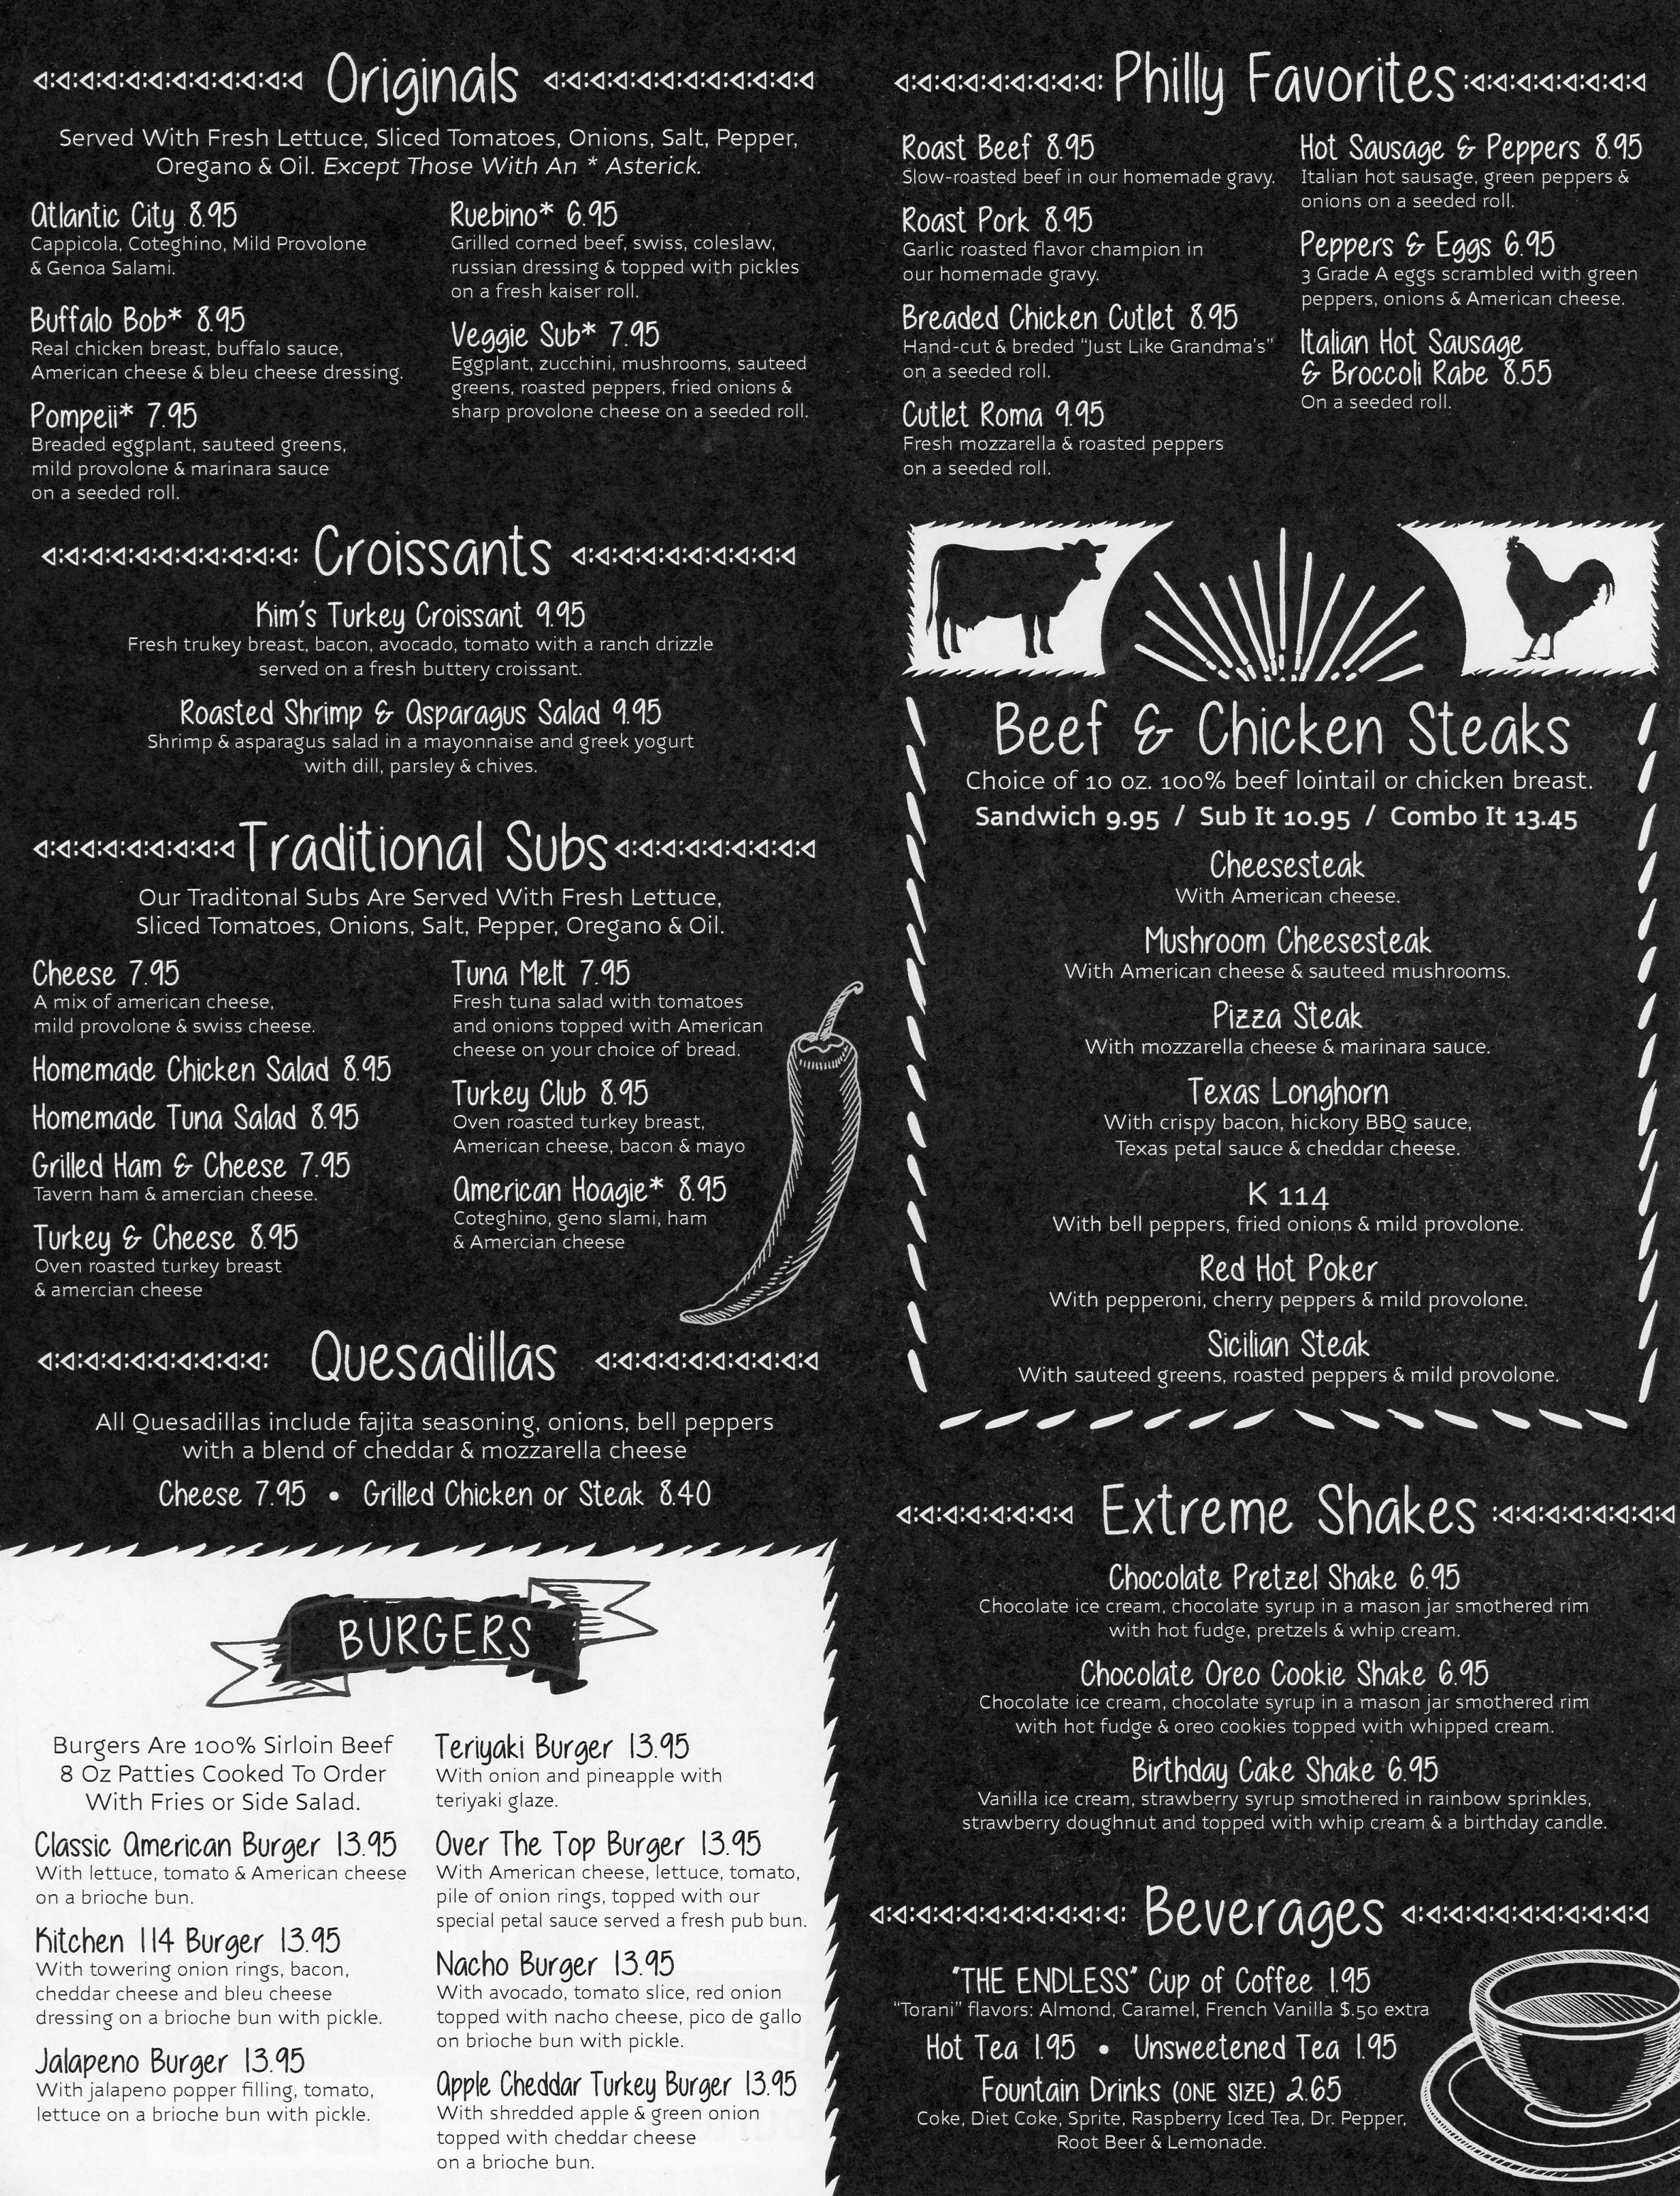 Originals
Served With Fresh Lettuce, Sliced Tomatoes, Onions, Salt, Pepper,
Oregano & Oil. Except Those With An * Asterick.
Atlantic City 8.95
Cappicola, Coteghino, Mild Provolone
& Genoa Salami.
Buffalo Bob* 8.95
Real chicken breast, buffalo sauce,
American cheese & bleu cheese dressing.
Pompeii* 7.95
Breaded eggplant, sauteed greens,
mild provolone & marinara sauce
on a seeded roll.
Ruebino* 6.95
Grilled corned beef, swiss, coleslaw,
russian dressing & topped with pickles
on a fresh kaiser roll.
Veggie Sub* 7.95
Eggplant, zucchini, mushrooms, sauteed
greens, roasted peppers, fried onions &
sharp provolone cheese on a seeded roll.
Croissants
Kim's Turkey Croissant 9.95
Fresh trukey breast, bacon, avocado, tomato with a ranch drizzle
served on a fresh buttery croissant.
Roasted Shrimp & Asparagus Salad 9.95
Shrimp & asparagus salad in a mayonnaise and greek yogurt
with dill, parsley & chives.
Traditional Subs
Our Traditonal Subs Are Served With Fresh Lettuce,
Sliced Tomatoes, Onions, Salt, Pepper, Oregano & Oil.
Cheese 7.95
A mix of american cheese,
mild provolone & swiss cheese.
Homemade Chicken Salad 8.95
Homemade Tuna Salad 8.95
Grilled Ham & Cheese 7.95
Tavern ham & amercian cheese.
Turkey & Cheese 8.95
Oven roasted turkey breast
& amercian cheese
Tuna Melt 7.95
Fresh tuna salad with tomatoes
and onions topped with American
cheese on your choice of bread.
Turkey Club 8.95
Oven roasted turkey breast,
American cheese, bacon & mayo
American Hoagie* 8.95
Coteghino, geno slami, ham
& Amercian cheese
Quesadillas
All Quesadillas include fajita seasoning, onions, bell peppers
with a blend of cheddar & mozzarella cheese
Cheese 7.95 • Grilled Chicken or Steak 8.40
BURGERS
Burgers Are 100% Sirloin Beef
8 Oz Patties Cooked To Order
With Fries or Side Salad.
Classic American Burger 13.95
With lettuce, tomato & American cheese
on a brioche bun.
Kitchen 114 Burger 13.95
With towering onion rings, bacon,
cheddar cheese and bleu cheese
dressing on a brioche bun with pickle.
Jalapeno Burger 13.95
With jalapeno popper filling, tomato,
lettuce on a brioche bun with pickle.
Teriyaki Burger 13.95
With onion and pineapple with
teriyaki glaze.
Over The Top Burger 13.95
With American cheese, lettuce, tomato,
pile of onion rings, topped with our
special petal sauce served a fresh pub bun.
Nacho Burger 13.95
With avocado, tomato slice, red onion
topped with nacho cheese, pico de gallo
on brioche bun with pickle.
Apple Cheddar Turkey Burger 13.95
With shredded apple & green onion
topped with cheddar cheese
on a brioche bun.
Philly Favorites
Roast Beef 8.95
Slow-roasted beef in our homemade gravy.
Roast Pork 8.95
Garlic roasted flavor champion in
our homemade gravy.
Breaded Chicken Cutlet 8.95
Hand-cut & breded "Just Like Grandma's"
on a seeded roll.
Cutlet Roma 9.95
Fresh mozzarella & roasted peppers
on a seeded roll.
Hot Sausage & Peppers 8.95
Italian hot sausage, green peppers &
onions on a seeded roll.
Peppers & Eggs 6.95
3 Grade A eggs scrambled with green
peppers, onions & American cheese.
Italian Hot Sausage
& Broccoli Rabe 8.55
On a seeded roll.
Beef & Chicken Steaks
Choice of 10 oz. 100% beef lointail or chicken breast.
Sandwich 9.95 / Sub It 10.95 / Combo It 13.45
Cheesesteak
With American cheese.
Mushroom Cheesesteak
With American cheese & sauteed mushrooms.
Pizza Steak
With mozzarella cheese & marinara sauce.
Texas Longhorn
With crispy bacon, hickory BBQ sauce,
Texas petal sauce & cheddar cheese.
K 114
With bell peppers, fried onions & mild provolone.
Red Hot Poker
With pepperoni, cherry peppers & mild provolone.
Sicilian Steak
With sauteed greens, roasted peppers & mild provolone.
Extreme Shakes
Chocolate Pretzel Shake 6.95
Chocolate ice cream, chocolate syrup in a mason jar smothered rim
with hot fudge, pretzels & whip cream.
Chocolate Oreo Cookie Shake 6.95
Chocolate ice cream, chocolate syrup in a mason jar smothered rim
with hot fudge & oreo cookies topped with whipped cream.
Birthday Cake Shake 6.95
Vanilla ice cream, strawberry syrup smothered in rainbow sprinkles,
strawberry doughnut and topped with whip cream & a birthday candle.
Beverages
"THE ENDLESS" Cup of Coffee 1.95
"Torani" flavors: Almond, Caramel, French Vanilla $.50 extra
Hot Tea 1.95 • Unsweetened Tea 1.95
Fountain Drinks (ONE SIZE) 2.65
Coke, Diet Coke, Sprite, Raspberry Iced Tea, Dr. Pepper,
Root Beer & Lemonade.